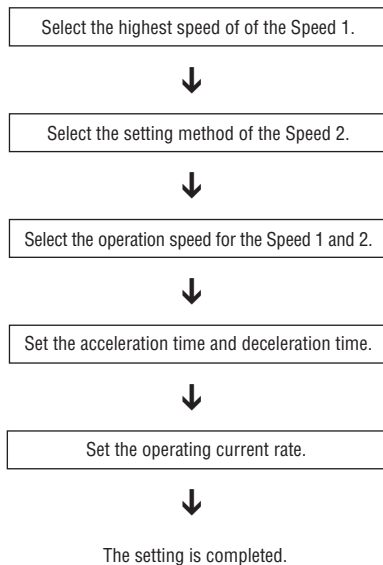 Select the highest speed of of the Speed 1.
Select the setting method of the Speed 2.
Select the operation speed for the Speed 1 and 2.
Set the acceleration time and deceleration time.
Set the operating current rate.
The setting is completed.